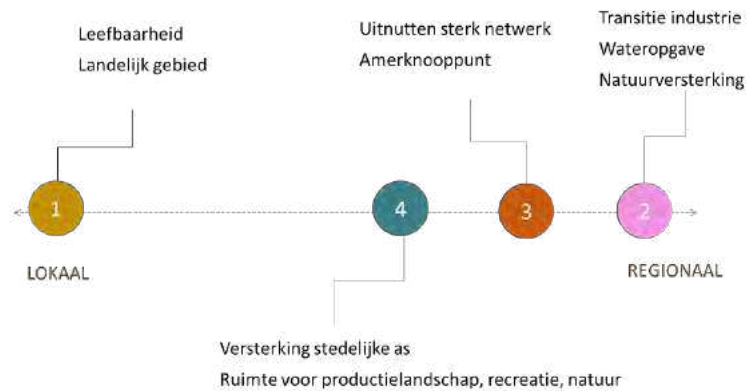 Leefbaarheid
Landelijk gebied
Uitnutten sterk netwerk
Amerknooppunt
Transitie industrie
Wateropgave
Natuurversterking
1
4
3
2
LOKAAL
REGIONAAL
Versterking stedelijke as
Ruimte voor productielandschap, recreatie, natuur